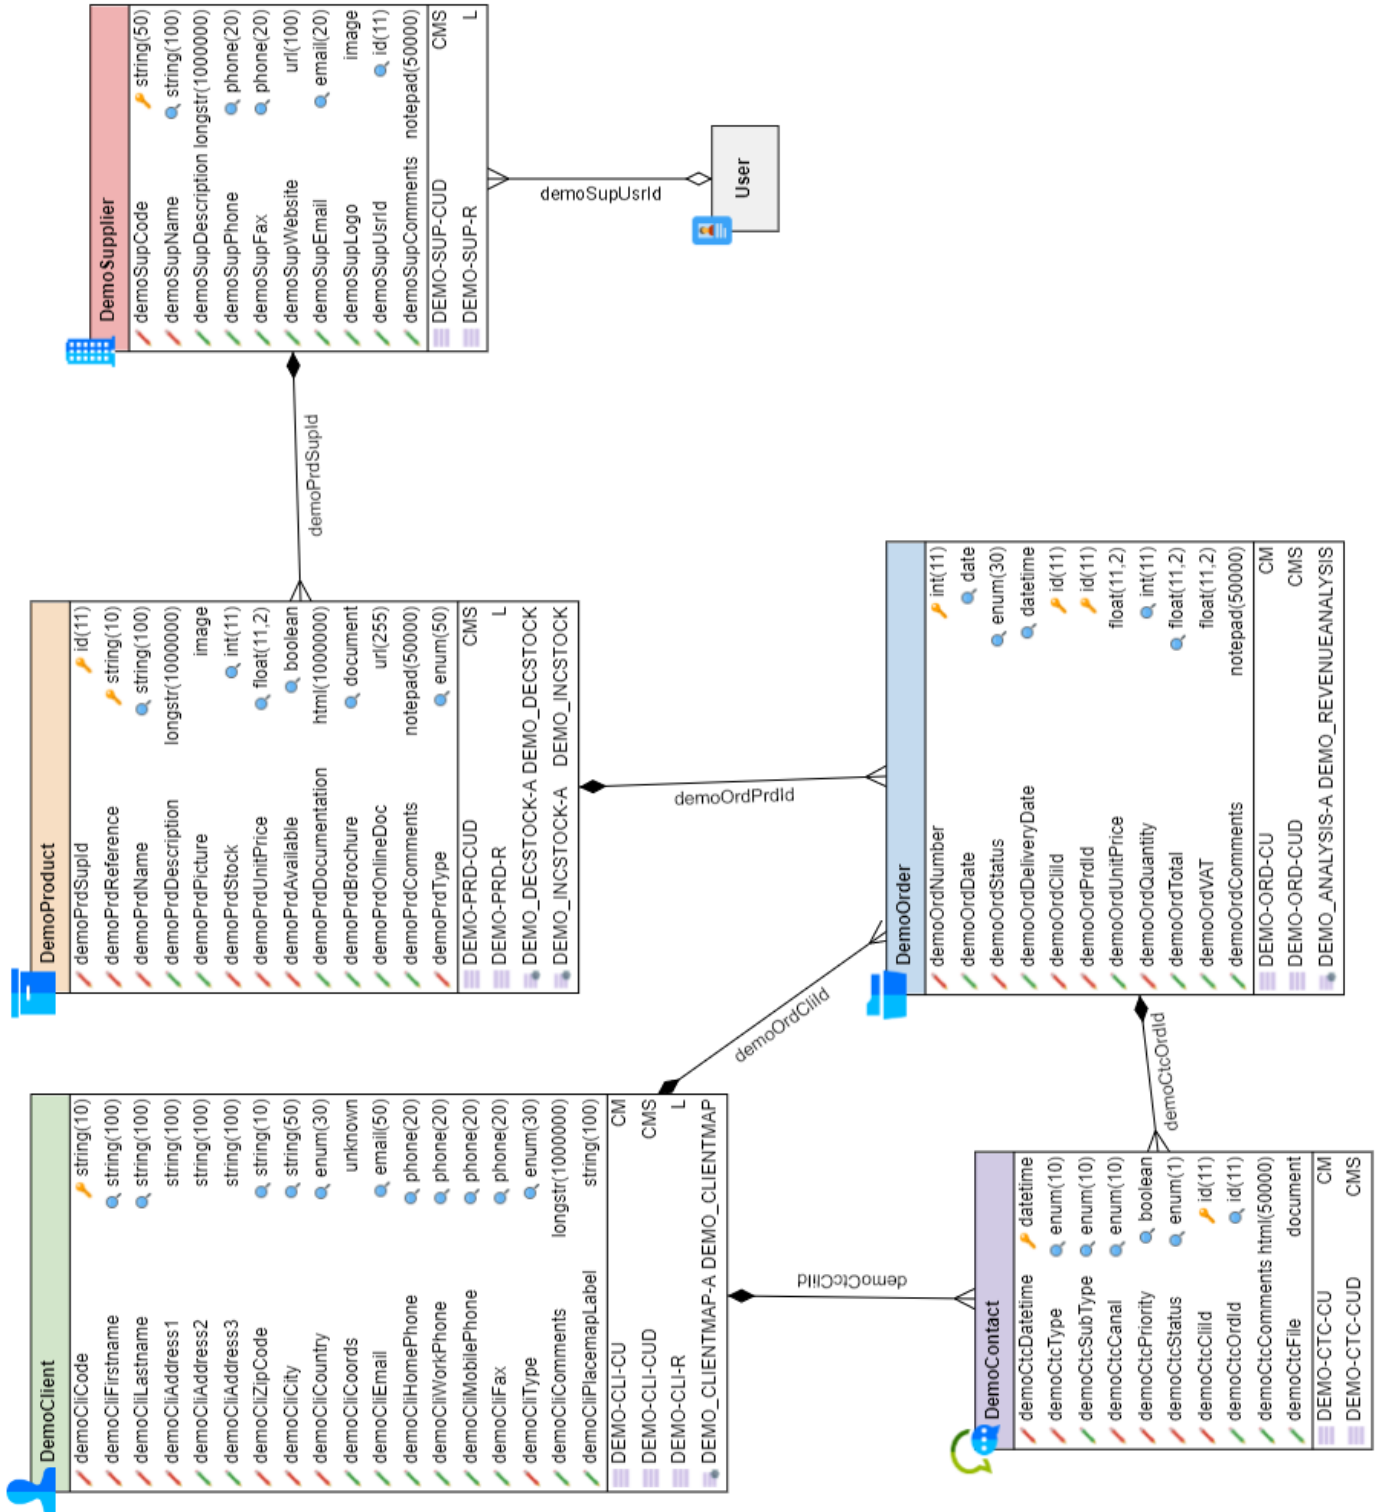 DemoClient
demoCliCode string(10)
demoCliFirstname string(100)
demoCliLastname string(100)
demoCliAddress1 string(100)
demoCliAddress2 string(100)
demoCliAddress3 string(100)
demoCliZipCode string(10)
demoCliCity string(50)
demoCliCountry enum(30)
demoCliCoords unknown
demoCliEmail email(50)
demoCliHomePhone phone(20)
demoCliWorkPhone phone(20)
demoCliMobilePhone phone(20)
demoCliFax phone(20)
demoCliType enum(30)
demoCliComments longstr(1000000)
demoCliPlacemapLabel string(100)
DEMO-CLI-CU CM
DEMO-CLI-CUD CMS
DEMO-CLI-R L
DEMO_CLIENTMAP-A DEMO_CLIENTMAP
DemoProduct
demoPrdSupId id(11)
demoPrdReference string(10)
demoPrdName string(100)
demoPrdDescription longstr(1000000)
demoPrdPicture image
demoPrdStock int(11)
demoPrdUnitPrice float(11,2)
demoPrdAvailable boolean
demoPrdDocumentation html(1000000)
demoPrdBrochure document
demoPrdOnlineDoc url(255)
demoPrdComments notepad(50000)
demoPrdType enum(50)
DEMO-PRD-CUD CMS
DEMO-PRD-R L
DEMO_DECSTOCK-A DEMO_DECSTOCK
DEMO_INCSTOCK-A DEMO_INCSTOCK
demoPrdSupId
DemoSupplier
demoSupCode string(50)
demoSupName string(100)
demoSupDescription longstr(1000000)
demoSupPhone phone(20)
demoSupFax phone(20)
demoSupWebsite url(100)
demoSupEmail email(20)
demoSupLogo image
demoSupUsrId id(11)
demoSupComments notepad(50000)
DEMO-SUP-CUD CMS
DEMO-SUP-R L
demoSupUsrId
User
demoCtcCliId
demoOrdCliId
demoOrdPrdId
DemoOrder
demoOrdNumber int(11)
demoOrdDate date
demoOrdStatus enum(30)
demoOrdDeliveryDate datetime
demoOrdCliId id(11)
demoOrdPrdId id(11)
demoOrdUnitPrice float(11,2)
demoOrdQuantity int(11)
demoOrdTotal float(11,2)
demoOrdVAT float(11,2)
demoOrdComments notepad(50000)
DEMO-ORD-CU CM
DEMO-ORD-CUD CMS
DEMO_ANALYSIS-A DEMO_REVENUEANALYSIS
demoCtcOrdId
DemoContact
demoCtcDatetime datetime
demoCtcType enum(10)
demoCtcSubType enum(10)
demoCtcCanal enum(10)
demoCtcPriority boolean
demoCtcStatus enum(1)
demoCtcCliId id(11)
demoCtcOrdId id(11)
demoCtcComments html(50000)
demoCtcFile document
DEMO-CTC-CU CM
DEMO-CTC-CUD CMS